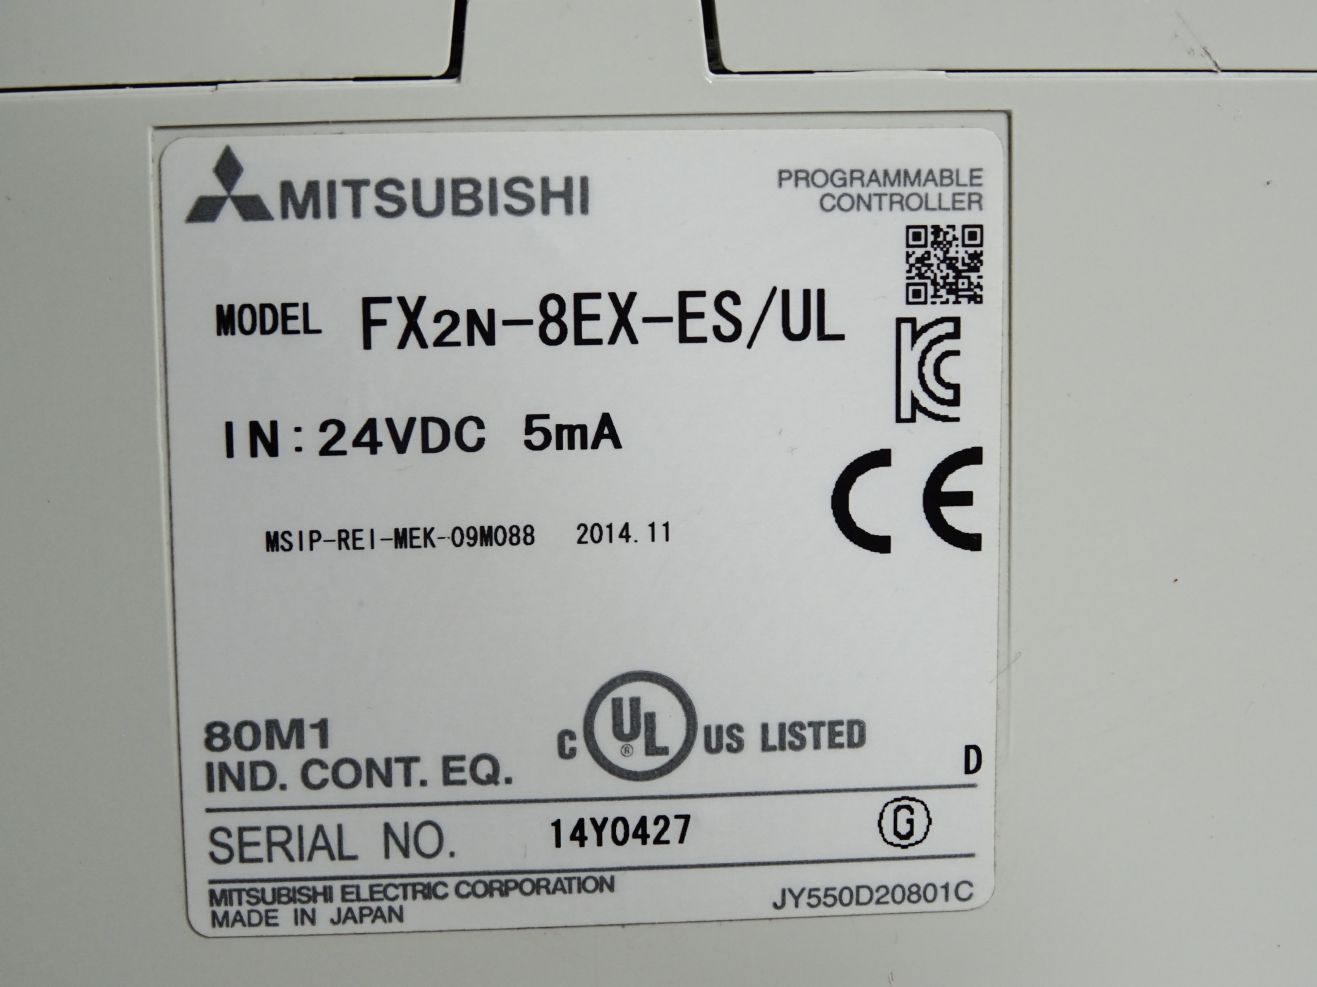 MITSUBISHI
PROGRAMMABLE
CONTROLLER
MODEL FX2N-8EX-ES/UL
IN: 24VDC 5mA
MSIP-REI-MEK-09M088 2014.11
CE
80M1
IND. CONT. EQ.
C UL® US LISTED
D
SERIAL NO. 14Y0427 G
MITSUBISHI ELECTRIC CORPORATION
MADE IN JAPAN
JY550D20801C